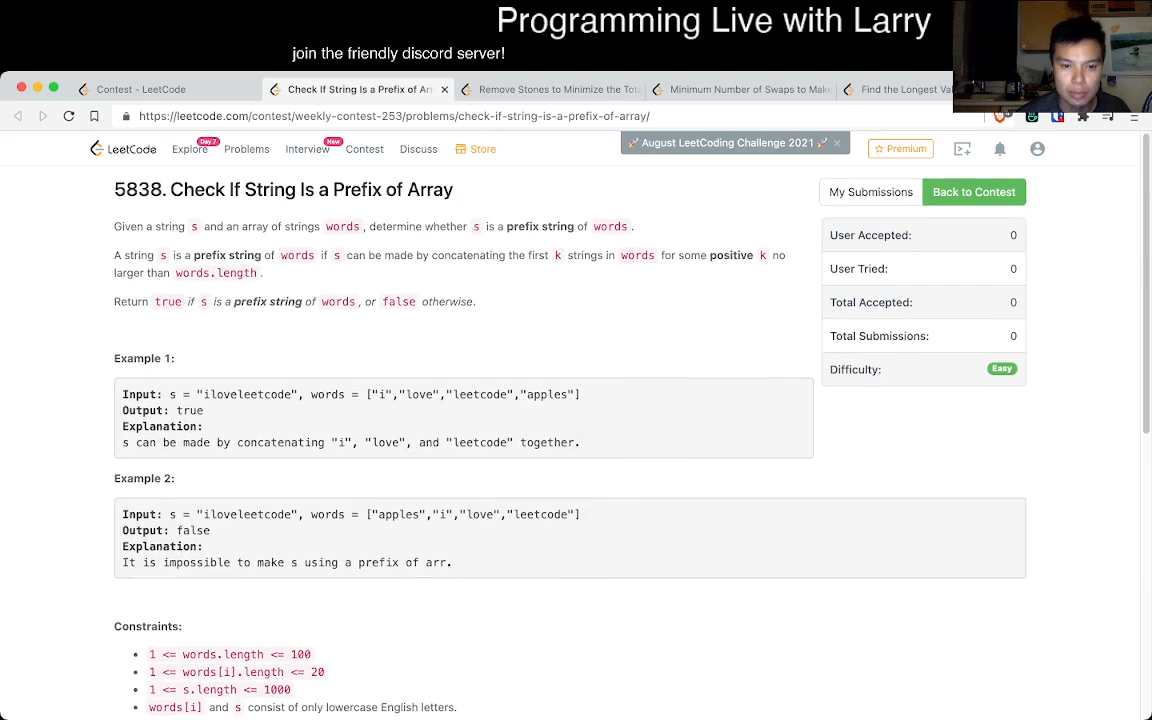 Programming Live with Larry
join the friendly discord server!
Contest - LeetCode
Check If String Is a Prefix of Arr
Remove Stones to Minimize the Tota
Minimum Number of Swaps to Make
Find the Longest Val
https://leetcode.com/contest/weekly-contest-253/problems/check-if-string-is-a-prefix-of-array/
LeetCode
Explore
Day 7
Problems
Interview
New
Contest
Discuss
Store
🚀 August LeetCoding Challenge 2021 🚀
Premium
5838. Check If String Is a Prefix of Array
My Submissions
Back to Contest
Given a string s and an array of strings words, determine whether s is a prefix string of words.
A string s is a prefix string of words if s can be made by concatenating the first k strings in words for some positive k no
larger than words.length.
Return true if s is a prefix string of words, or false otherwise.
User Accepted: 0
User Tried: 0
Total Accepted: 0
Total Submissions: 0
Difficulty: Easy
Example 1:
Input: s = "iloveleetcode", words = ["i","love","leetcode","apples"]
Output: true
Explanation:
s can be made by concatenating "i", "love", and "leetcode" together.
Example 2:
Input: s = "iloveleetcode", words = ["apples","i","love","leetcode"]
Output: false
Explanation:
It is impossible to make s using a prefix of arr.
Constraints:
• 1 <= words.length <= 100
• 1 <= words[i].length <= 20
• 1 <= s.length <= 1000
• words[i] and s consist of only lowercase English letters.